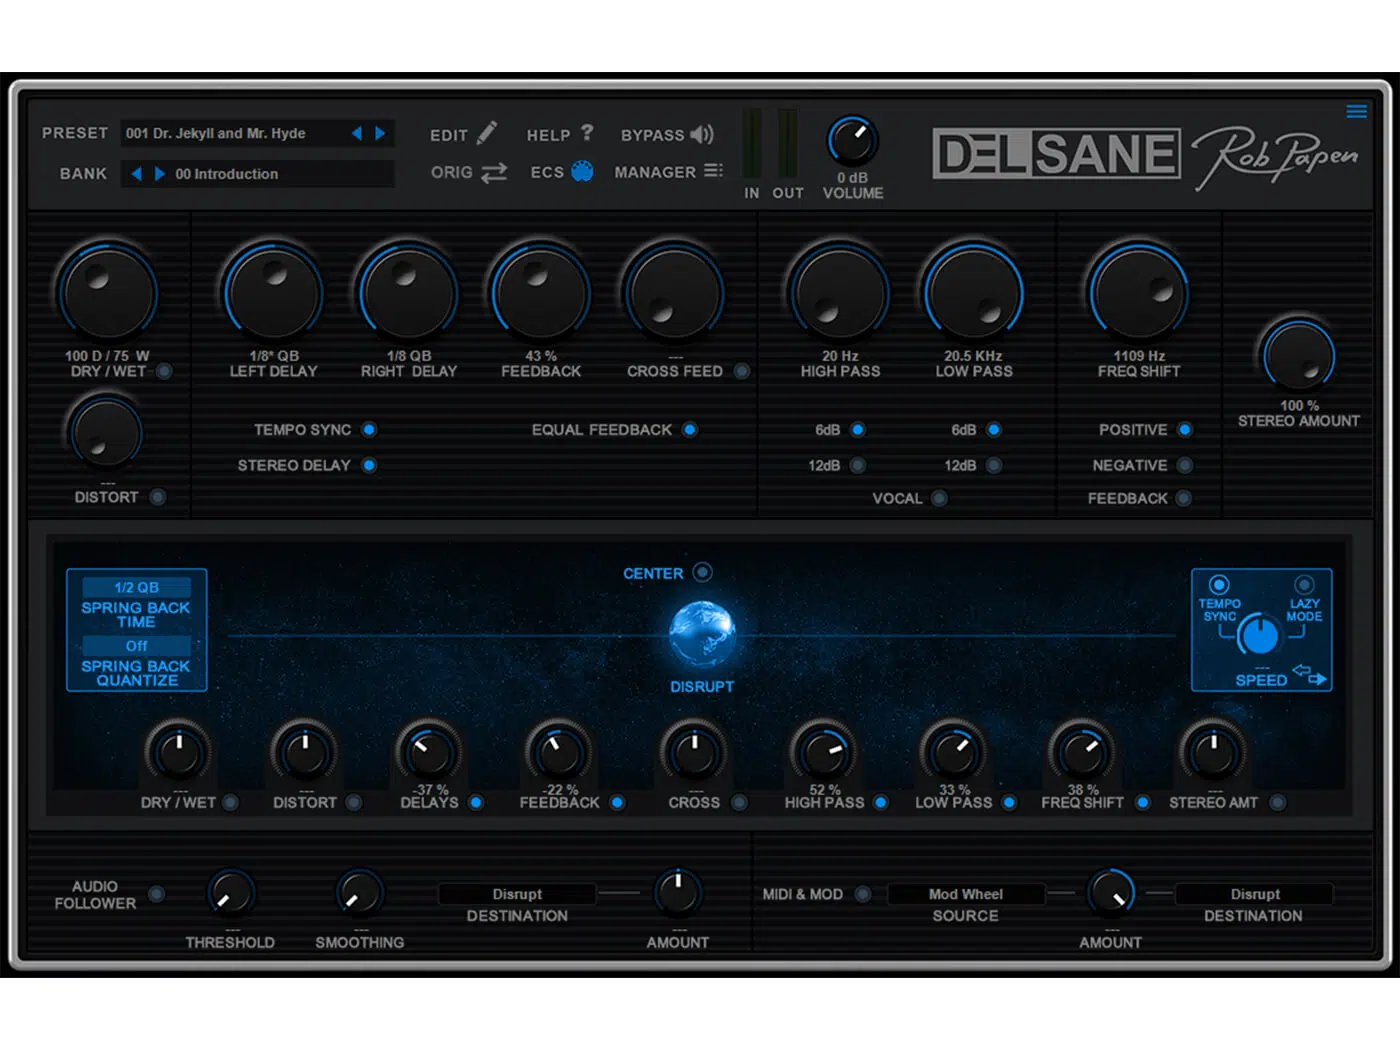 PRESET 001 Dr. Jekyll and Mr. Hyde
EDIT HELP ? BYPASS
BANK 00 Introduction
ORIG ECS MANAGER
IN OUT
0 dB
VOLUME
DELSANE Rob Papen
100 D / 75 W
DRY / WET
1/8* QB
LEFT DELAY
1/8 QB
RIGHT DELAY
43 %
FEEDBACK
---
CROSS FEED
20 Hz
HIGH PASS
20.5 KHz
LOW PASS
1109 Hz
FREQ SHIFT
100 %
STEREO AMOUNT
---
DISTORT
TEMPO SYNC
STEREO DELAY
EQUAL FEEDBACK
6dB 6dB
12dB 12dB
VOCAL
POSITIVE
NEGATIVE
FEEDBACK
1/2 QB
SPRING BACK
TIME
Off
SPRING BACK
QUANTIZE
CENTER
DISRUPT
TEMPO
SYNC
LAZY
MODE
---
SPEED
---
DRY / WET
---
DISTORT
-37 %
DELAYS
-22 %
FEEDBACK
---
CROSS
52 %
HIGH PASS
33 %
LOW PASS
38 %
FREQ SHIFT
---
STEREO AMT
AUDIO
FOLLOWER
---
THRESHOLD
---
SMOOTHING
Disrupt
DESTINATION
---
AMOUNT
MIDI & MOD
Mod Wheel
SOURCE
---
AMOUNT
Disrupt
DESTINATION